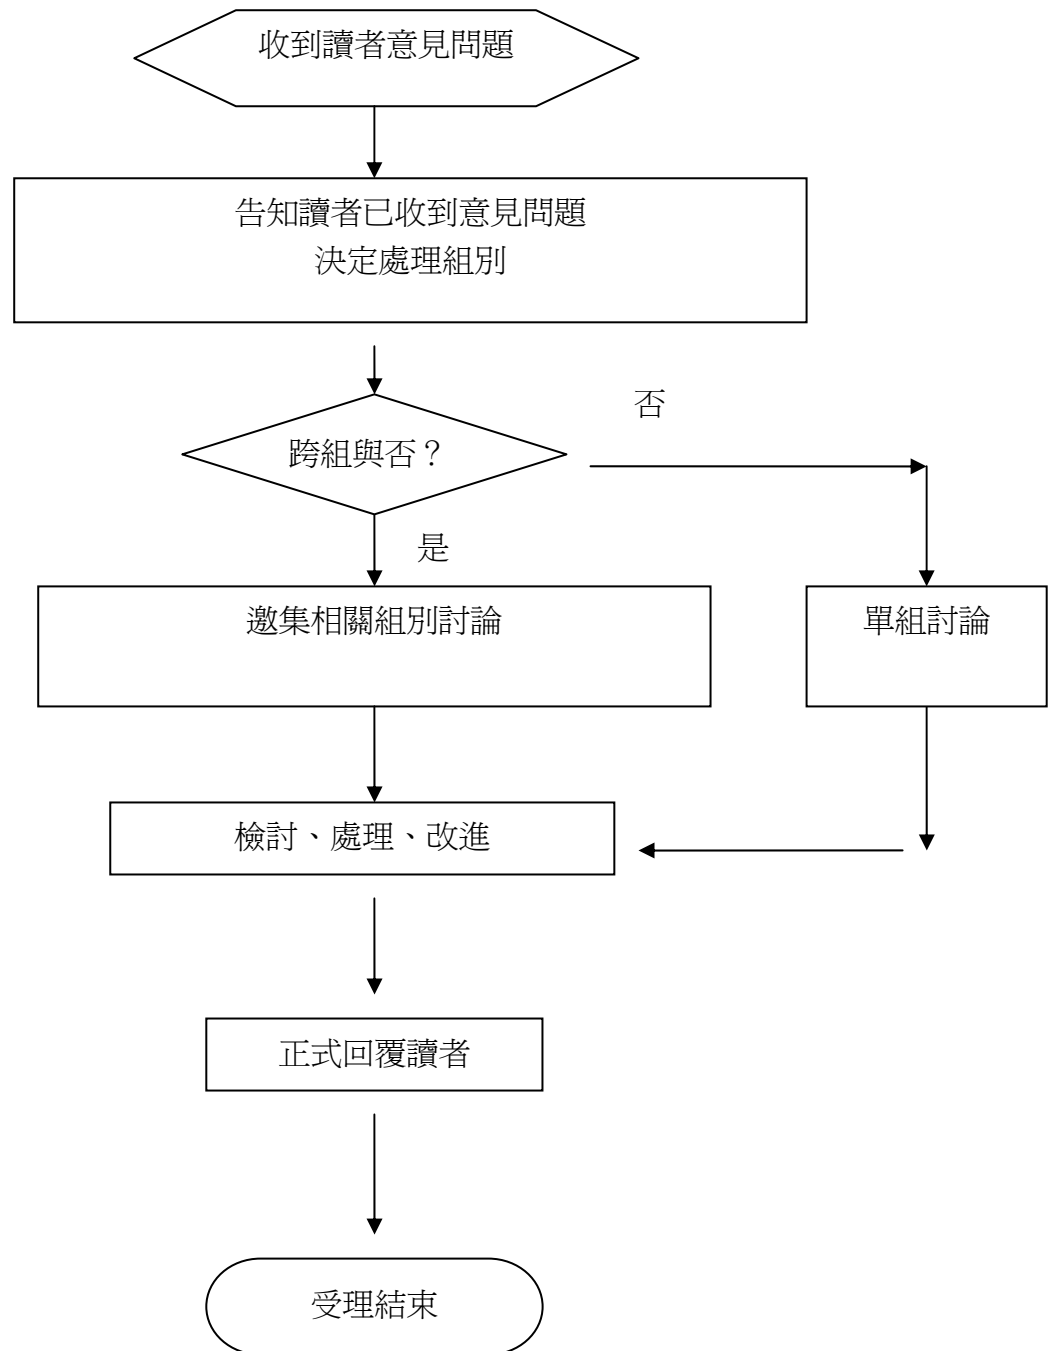 收到讀者意見問題
告知讀者已收到意見問題
決定處理組別
否
跨組與否？
是
邀集相關組別討論
單組討論
檢討、處理、改進
正式回覆讀者
受理結束